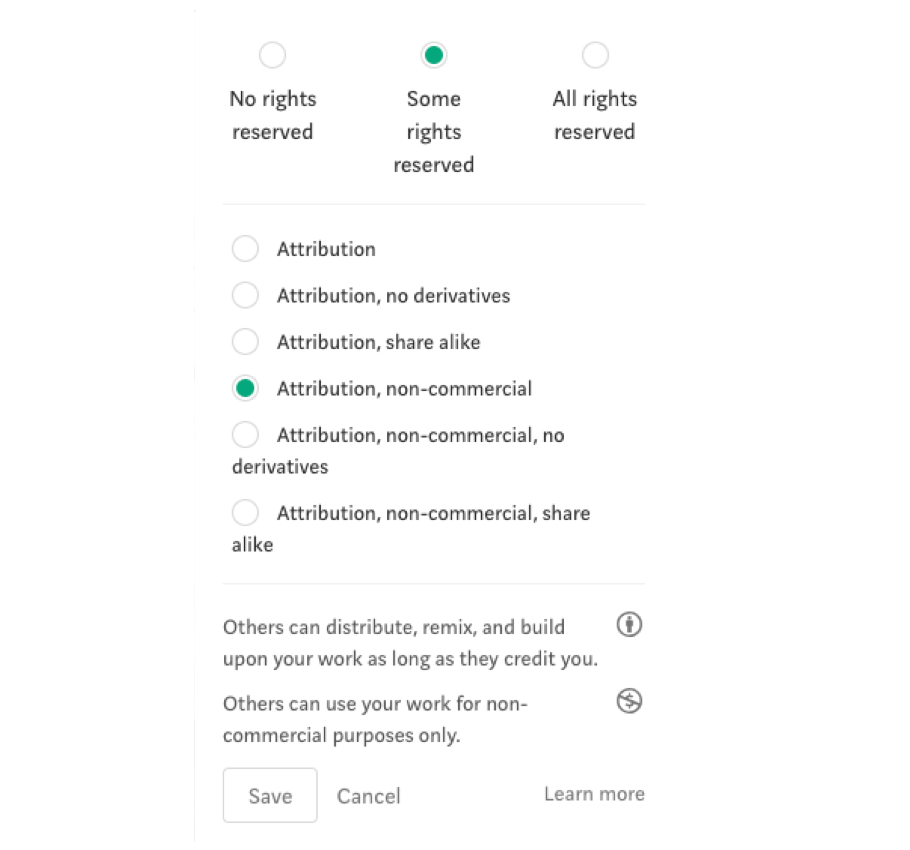 No rights reserved
Some rights reserved
All rights reserved
Attribution
Attribution, no derivatives
Attribution, share alike
Attribution, non-commercial
Attribution, non-commercial, no
derivatives
Attribution, non-commercial, share
alike
Others can distribute, remix, and build
upon your work as long as they credit you.
Others can use your work for non-
commercial purposes only.
Save Cancel Learn more